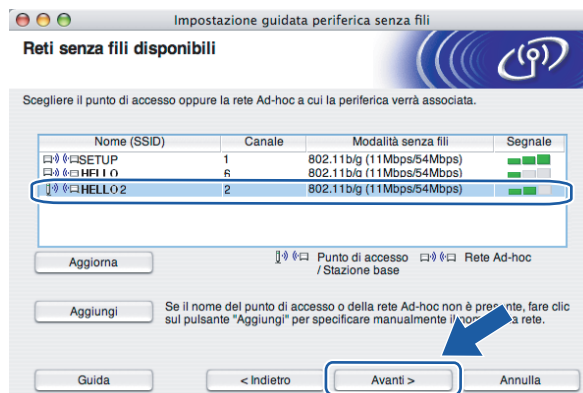 Impostazione guidata periferica senza fili
Reti senza fili disponibili
Scegliere il punto di accesso oppure la rete Ad-hoc a cui la periferica verrà associata.
Nome (SSID) Canale Modalità senza fili Segnale
SETUP 1 802.11b/g (11Mbps/54Mbps)
HELLO 6 802.11b/g (11Mbps/54Mbps)
HELLO2 2 802.11b/g (11Mbps/54Mbps)
Aggiorna
Punto di accesso Rete Ad-hoc
/Stazione base
Aggiungi
Se il nome del punto di accesso o della rete Ad-hoc non è presente, fare clic
sul pulsante "Aggiungi" per specificare manualmente il rete.
Guida < Indietro Avanti > Annulla